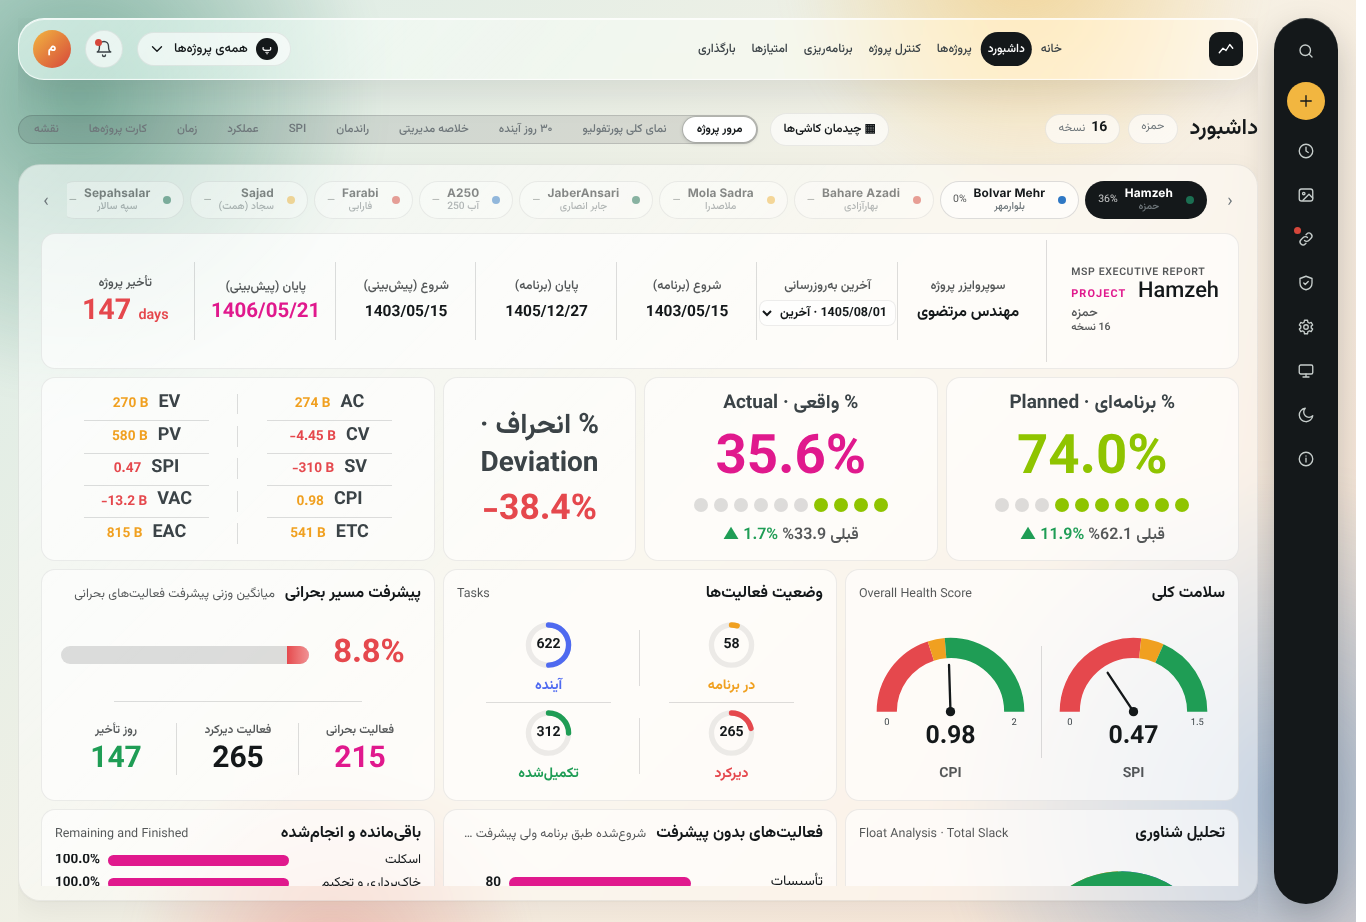 خانه داشبورد پروژه‌ها کنترل پروژه برنامه‌ریزی امتیازها بارگذاری
پ همه‌ی پروژه‌ها
م
داشبورد حمزه 16 نسخه
چیدمان کاشی‌ها
مرور پروژه نمای کلی پورتفولیو ۳۰ روز آینده خلاصه مدیریتی راندمان SPI عملکرد زمان کارت پروژه‌ها نقشه
Hamzeh حمزه 36%
Bolvar Mehr بلوارمهر 0%
Bahare Azadi بهارآزادی –
Mola Sadra ملاصدرا –
JaberAnsari جابر انصاری –
A250 آب 250 –
Farabi فارابی –
Sajad سجاد (همت) –
Sepahsalar سپه سالار –
MSP EXECUTIVE REPORT
PROJECT Hamzeh
حمزه
16 نسخه
سوپروایزر پروژه
مهندس مرتضوی
آخرین به‌روزرسانی
1405/08/01 · آخرین
شروع (برنامه)
1403/05/15
پایان (برنامه)
1405/12/27
شروع (پیش‌بینی)
1403/05/15
پایان (پیش‌بینی)
1406/05/21
تأخیر پروژه
147 days
% برنامه‌ای · Planned
74.0%
قبلی 62.1% 11.9% ▲
% واقعی · Actual
35.6%
قبلی 33.9% 1.7% ▲
% انحراف ·
Deviation
-38.4%
AC 274 B
EV 270 B
CV -4.45 B
PV 580 B
SV -310 B
SPI 0.47
CPI 0.98
VAC -13.2 B
ETC 541 B
EAC 815 B
سلامت کلی
Overall Health Score
0 1.5
0.47
SPI
0 2
0.98
CPI
وضعیت فعالیت‌ها
Tasks
58
در برنامه
622
آینده
265
دیرکرد
312
تکمیل‌شده
پیشرفت مسیر بحرانی
میانگین وزنی پیشرفت فعالیت‌های بحرانی
8.8%
فعالیت بحرانی
215
فعالیت دیرکرد
265
روز تأخیر
147
تحلیل شناوری
Float Analysis · Total Slack
فعالیت‌های بدون پیشرفت
شروع‌شده طبق برنامه ولی پیشرفت ...
تأسیسات 80
باقی‌مانده و انجام‌شده
Remaining and Finished
اسکلت 100.0%
خاک‌برداری و تحکیم 100.0%